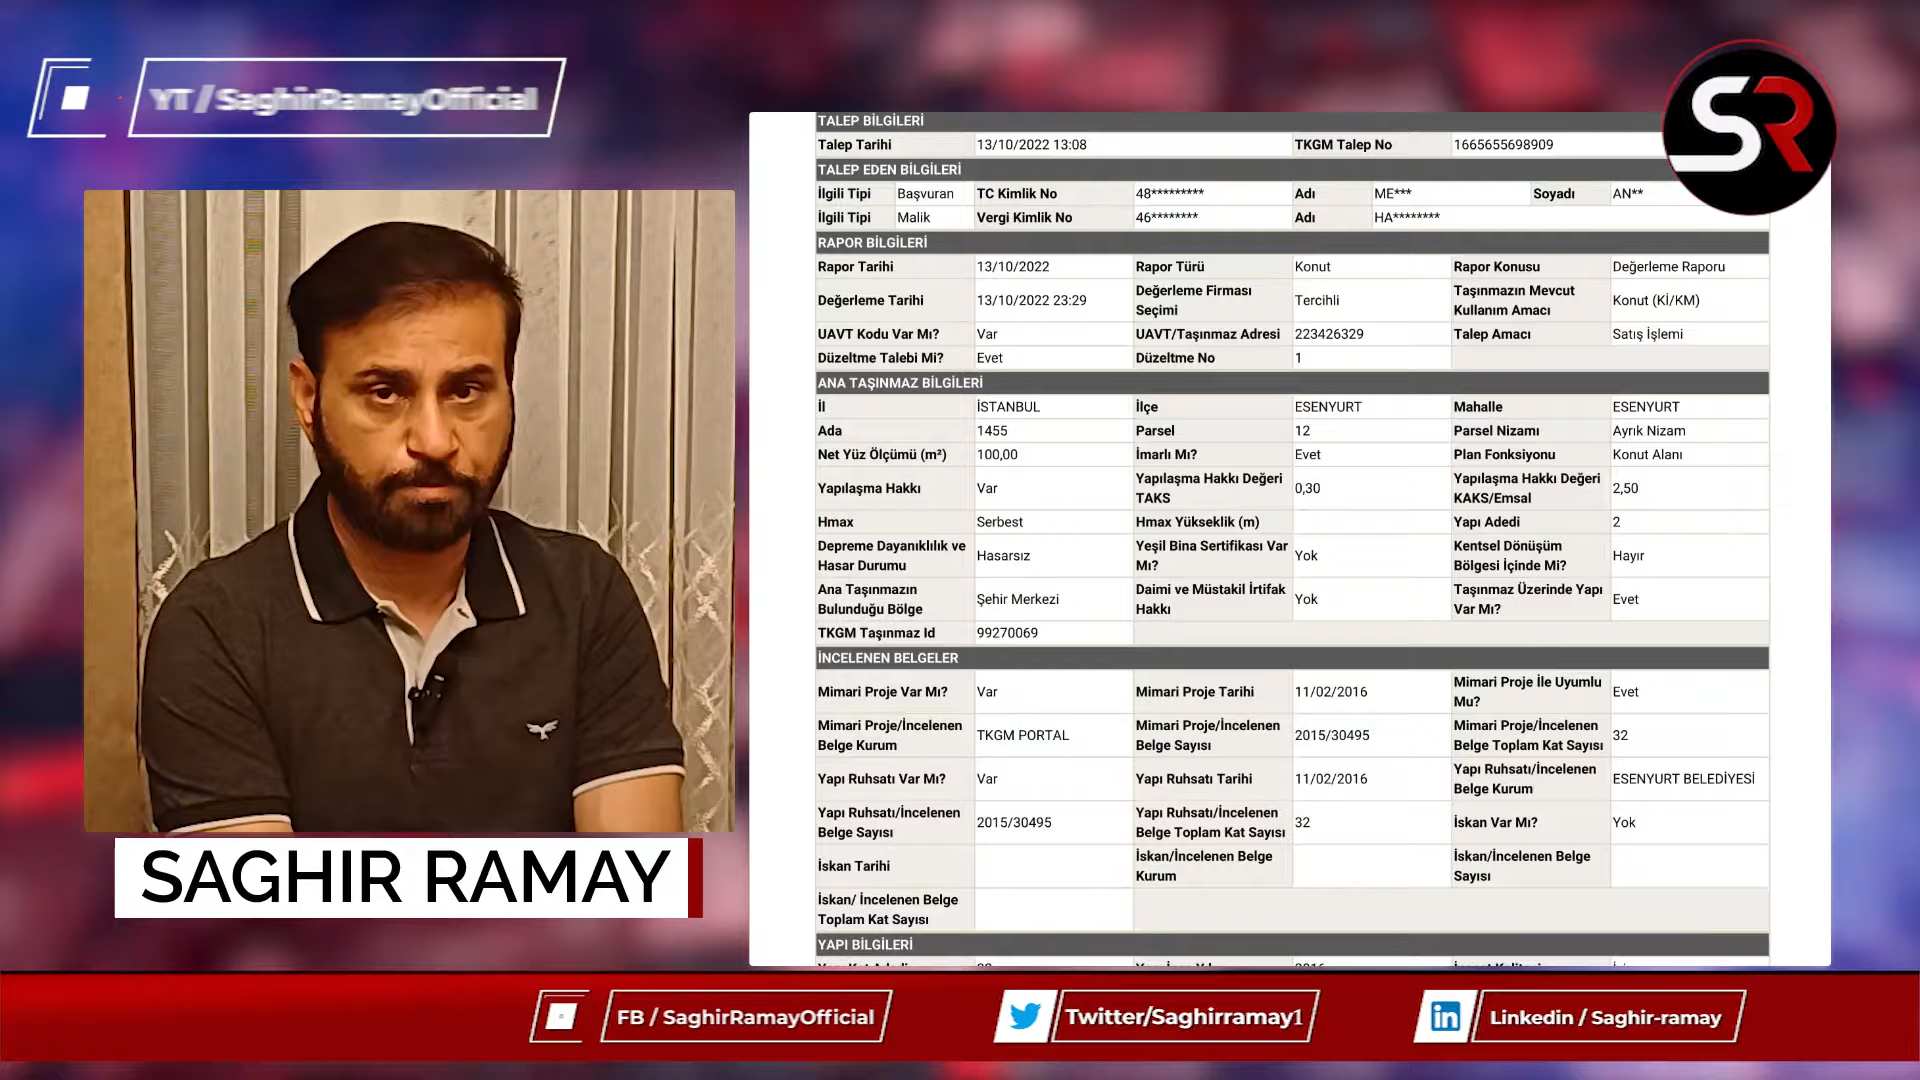 YT / SaghirRamayOfficial
SR
TALEP BİLGİLERİ
Talep Tarihi 13/10/2022 13:08 TKGM Talep No 1665655698909
TALEP EDEN BİLGİLERİ
İlgili Tipi Başvuran TC Kimlik No 48********* Adı ME*** Soyadı AN**
İlgili Tipi Malik Vergi Kimlik No 46******** Adı HA********
RAPOR BİLGİLERİ
Rapor Tarihi 13/10/2022 Rapor Türü Konut Rapor Konusu Değerleme Raporu
Değerleme Tarihi 13/10/2022 23:29 Değerleme Firması Seçimi Tercihli Taşınmazın Mevcut Kullanım Amacı Konut (Kİ/KM)
UAVT Kodu Var Mı? Var UAVT/Taşınmaz Adresi 223426329 Talep Amacı Satış İşlemi
Düzeltme Talebi Mi? Evet Düzeltme No 1
ANA TAŞINMAZ BİLGİLERİ
İl İSTANBUL İlçe ESENYURT Mahalle ESENYURT
Ada 1455 Parsel 12 Parsel Nizamı Ayrık Nizam
Net Yüz Ölçümü (m²) 100,00 İmarlı Mı? Evet Plan Fonksiyonu Konut Alanı
Yapılaşma Hakkı Var Yapılaşma Hakkı Değeri TAKS 0,30 Yapılaşma Hakkı Değeri KAKS/Emsal 2,50
Hmax Serbest Hmax Yükseklik (m) Yapı Adedi 2
Depreme Dayanıklılık ve Hasar Durumu Hasarsız Yeşil Bina Sertifikası Var Mı? Yok Kentsel Dönüşüm Bölgesi İçinde Mi? Hayır
Ana Taşınmazın Bulunduğu Bölge Şehir Merkezi Daimi ve Müstakil İrtifak Hakkı Yok Taşınmaz Üzerinde Yapı Var Mı? Evet
TKGM Taşınmaz Id 99270069
İNCELENEN BELGELER
Mimari Proje Var Mı? Var Mimari Proje Tarihi 11/02/2016 Mimari Proje İle Uyumlu Mu? Evet
Mimari Proje/İncelenen Belge Kurum TKGM PORTAL Mimari Proje/İncelenen Belge Sayısı 2015/30495 Mimari Proje/İncelenen Belge Toplam Kat Sayısı 32
Yapı Ruhsatı Var Mı? Var Yapı Ruhsatı Tarihi 11/02/2016 Yapı Ruhsatı/İncelenen Belge Kurum ESENYURT BELEDİYESİ
Yapı Ruhsatı/İncelenen Belge Sayısı 2015/30495 Yapı Ruhsatı/İncelenen Belge Toplam Kat Sayısı 32 İskan Var Mı? Yok
İskan Tarihi İskan/İncelenen Belge Kurum İskan/İncelenen Belge Sayısı
İskan/ İncelenen Belge Toplam Kat Sayısı
YAPI BİLGİLERİ
SAGHIR RAMAY
FB / SaghirRamayOfficial
Twitter/Saghirramay1
in
Linkedin / Saghir-ramay